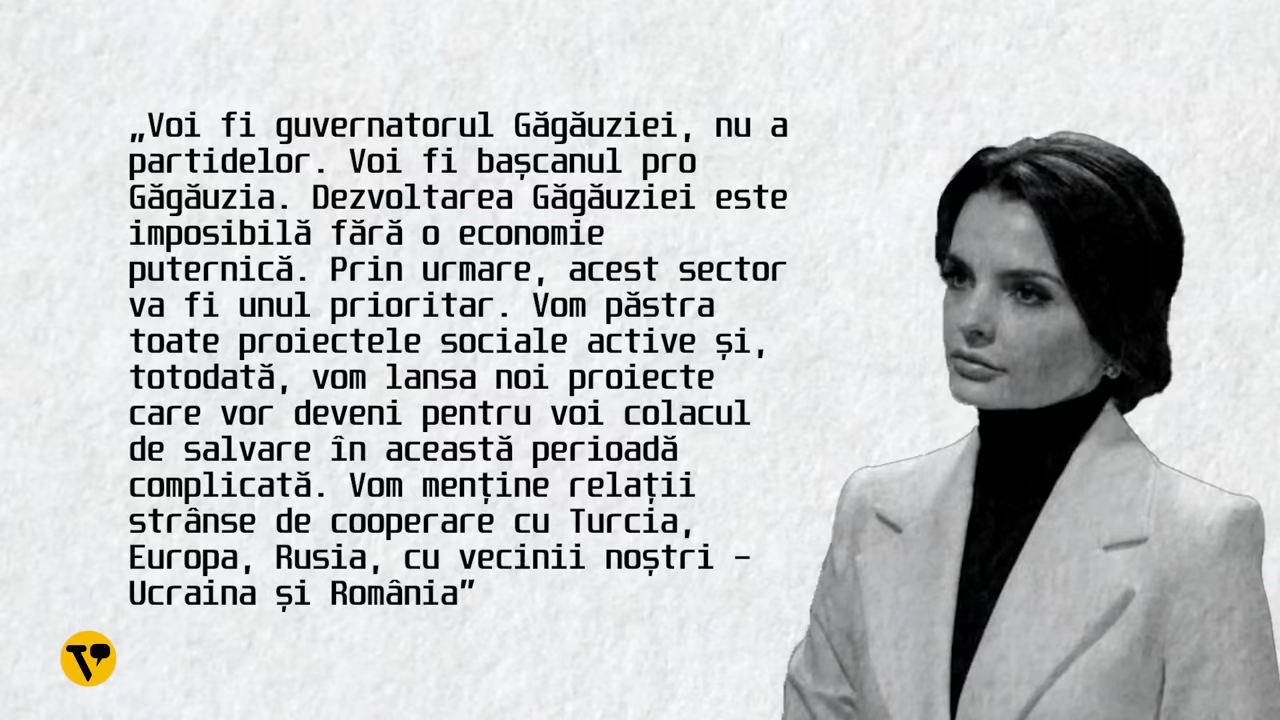 „Voi fi guvernatorul Găgăuziei, nu a
partidelor. Voi fi bașcanul pro
Găgăuzia. Dezvoltarea Găgăuziei este
imposibilă fără o economie
puternică. Prin urmare, acest sector
va fi unul prioritar. Vom păstra
toate proiectele sociale active și,
totodată, vom lansa noi proiecte
care vor deveni pentru voi colacul
de salvare în această perioadă
complicată. Vom menține relații
strânse de cooperare cu Turcia,
Europa, Rusia, cu vecinii noștri –
Ucraina și România”